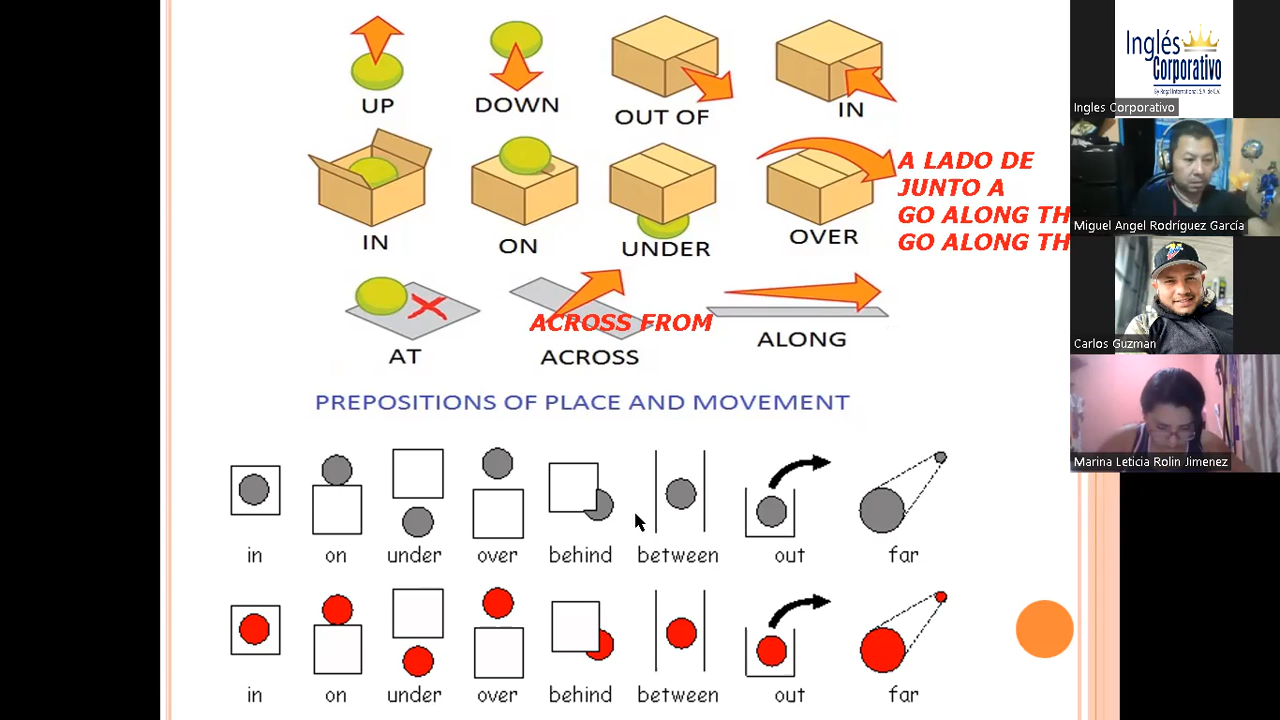 UP
DOWN
OUT OF
IN
IN
ON
UNDER
OVER
A LADO DE
JUNTO A
GO ALONG TH
GO ALONG TH
AT
ACROSS FROM
ACROSS
ALONG
PREPOSITIONS OF PLACE AND MOVEMENT
in on under over behind between out far
in on under over behind between out far
Inglés
Corporativo
Ingles Corporativo
Miguel Angel Rodríguez García
Carlos Guzman
Marina Leticia Rolin Jimenez